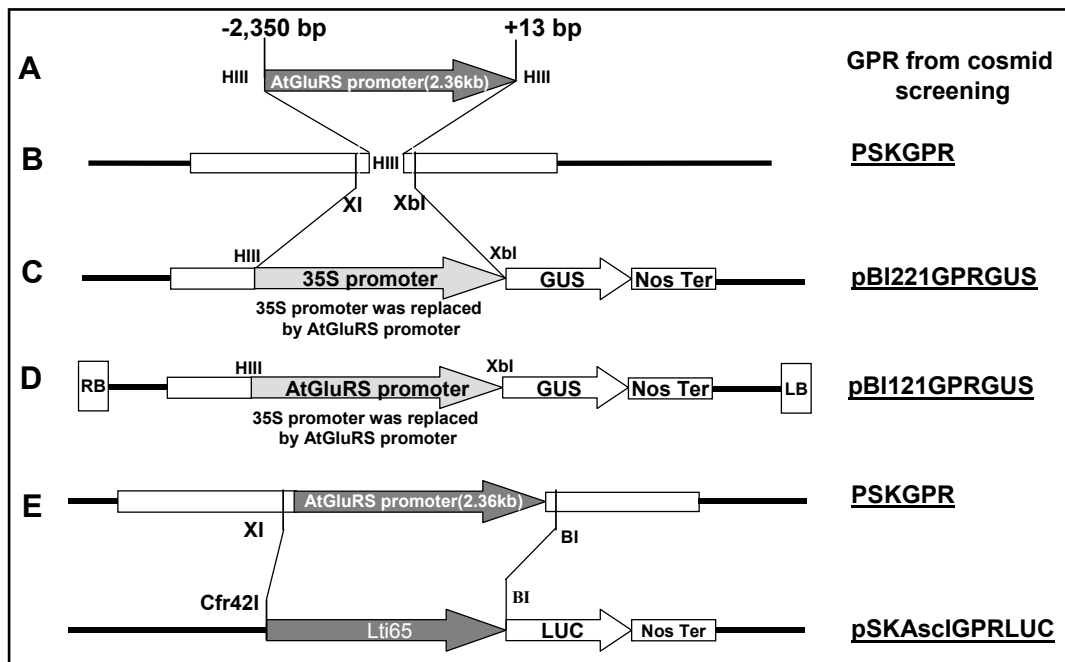 -2,350 bp
+13 bp
A
HIII
AtGluRS promoter(2.36kb)
HIII
GPR from cosmid
screening
B
HIII
PSKGPR
XI
XbI
C
HIII
35S promoter
XbI
GUS
Nos Ter
pBI221GPRGUS
35S promoter was replaced
by AtGluRS promoter
D
RB
HIII
AtGluRS promoter
XbI
GUS
Nos Ter
LB
pBI121GPRGUS
35S promoter was replaced
by AtGluRS promoter
E
AtGluRS promoter(2.36kb)
PSKGPR
XI
BI
Cfr42I
BI
Lti65
LUC
Nos Ter
pSKAscIGPRLUC